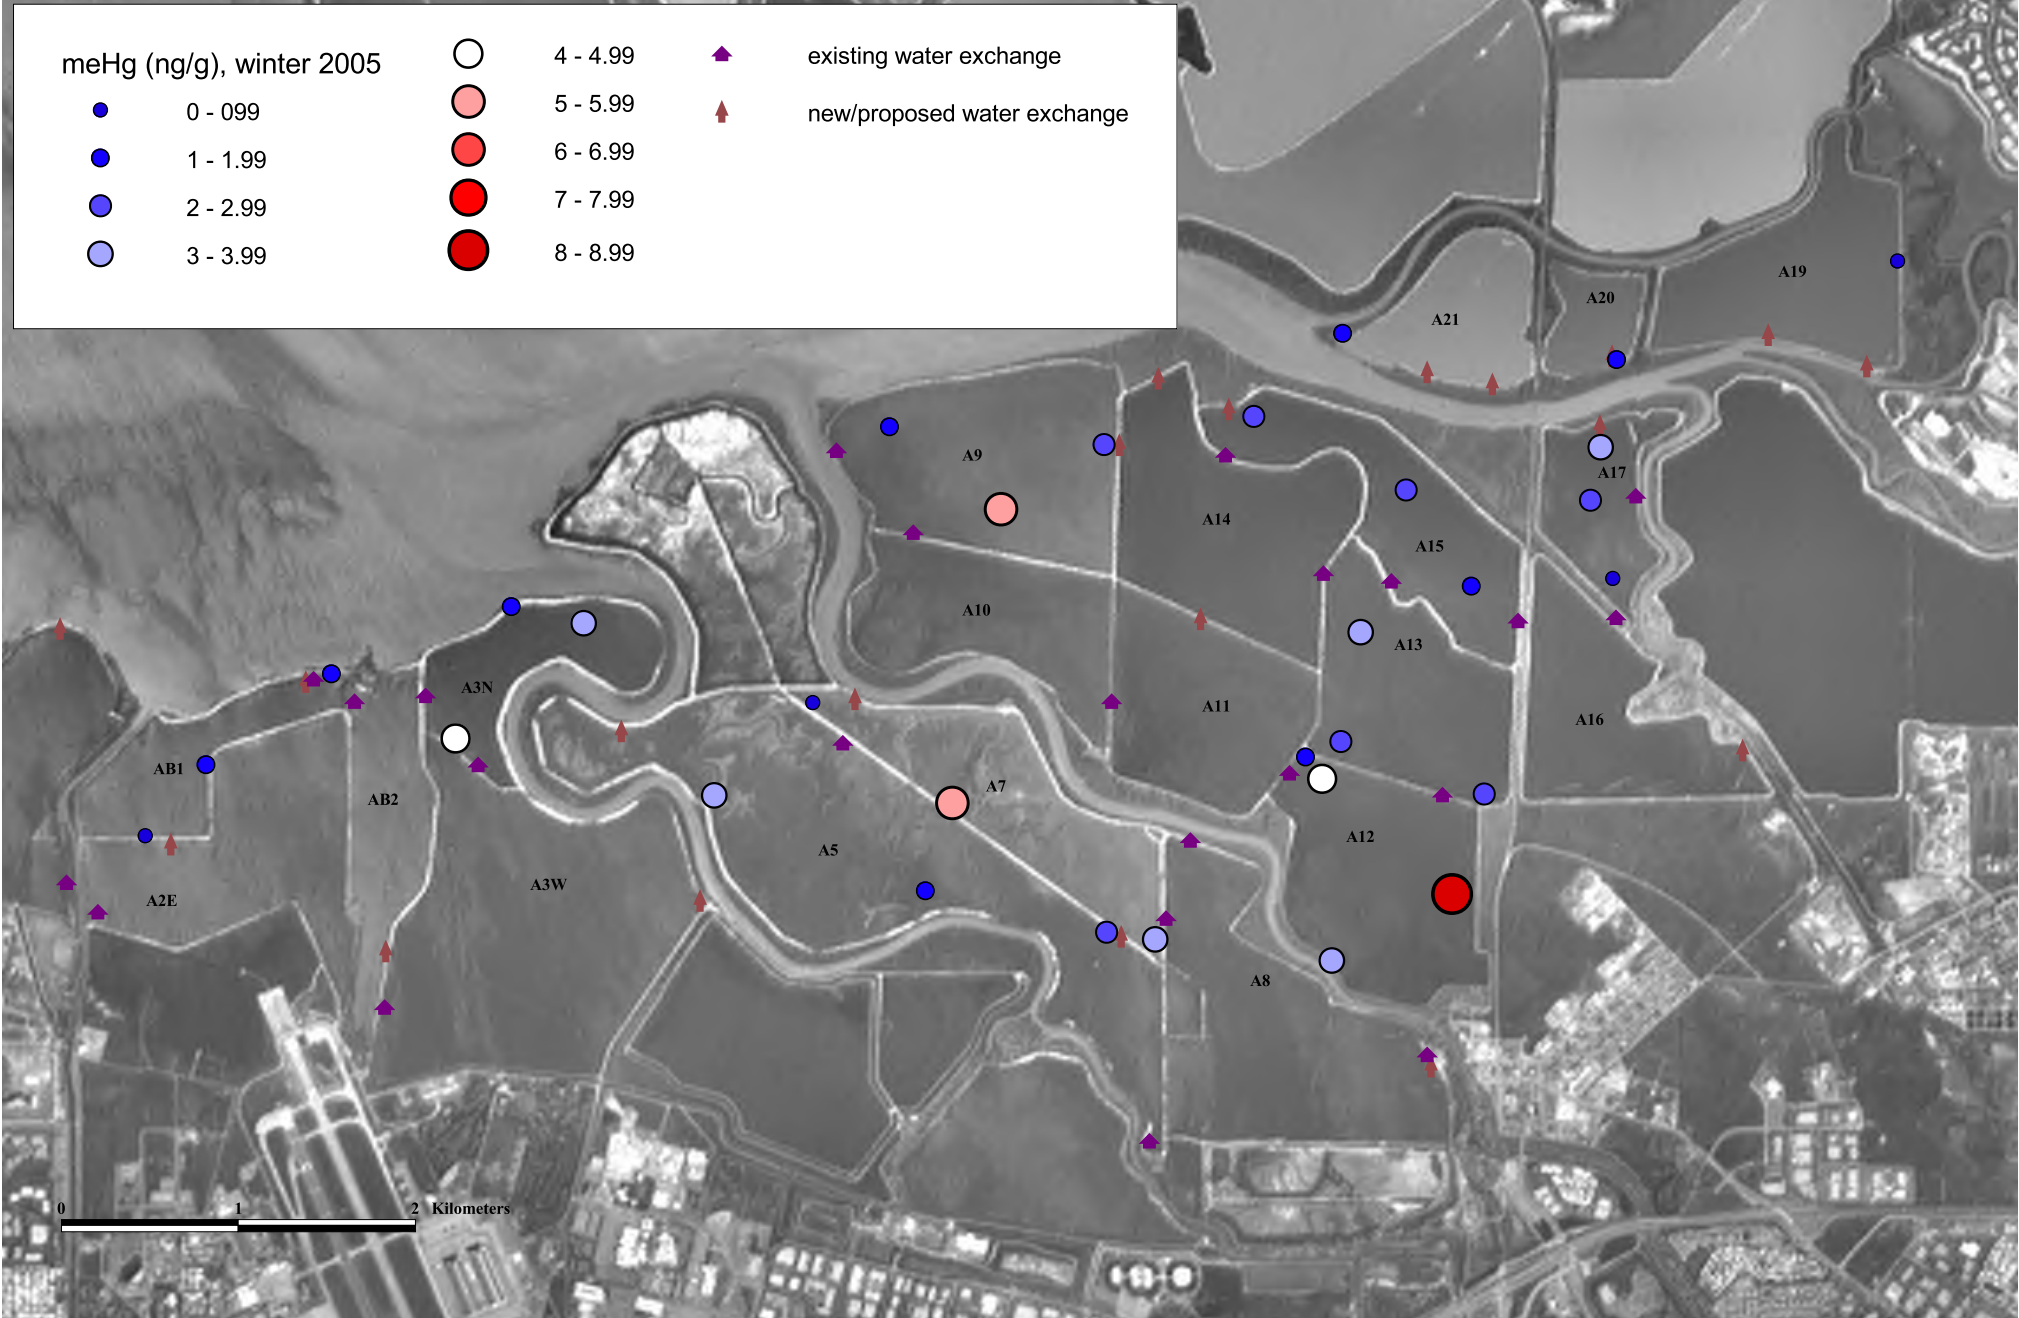 meHg (ng/g), winter 2005
0 - 099
1 - 1.99
2 - 2.99
3 - 3.99
4 - 4.99
5 - 5.99
6 - 6.99
7 - 7.99
8 - 8.99
existing water exchange
new/proposed water exchange
A19
A20
A21
A9
A17
A14
A15
A10
A13
A3N
A11
A16
AB1
A7
AB2
A12
A5
A3W
A2E
A8
0 1 2 Kilometers